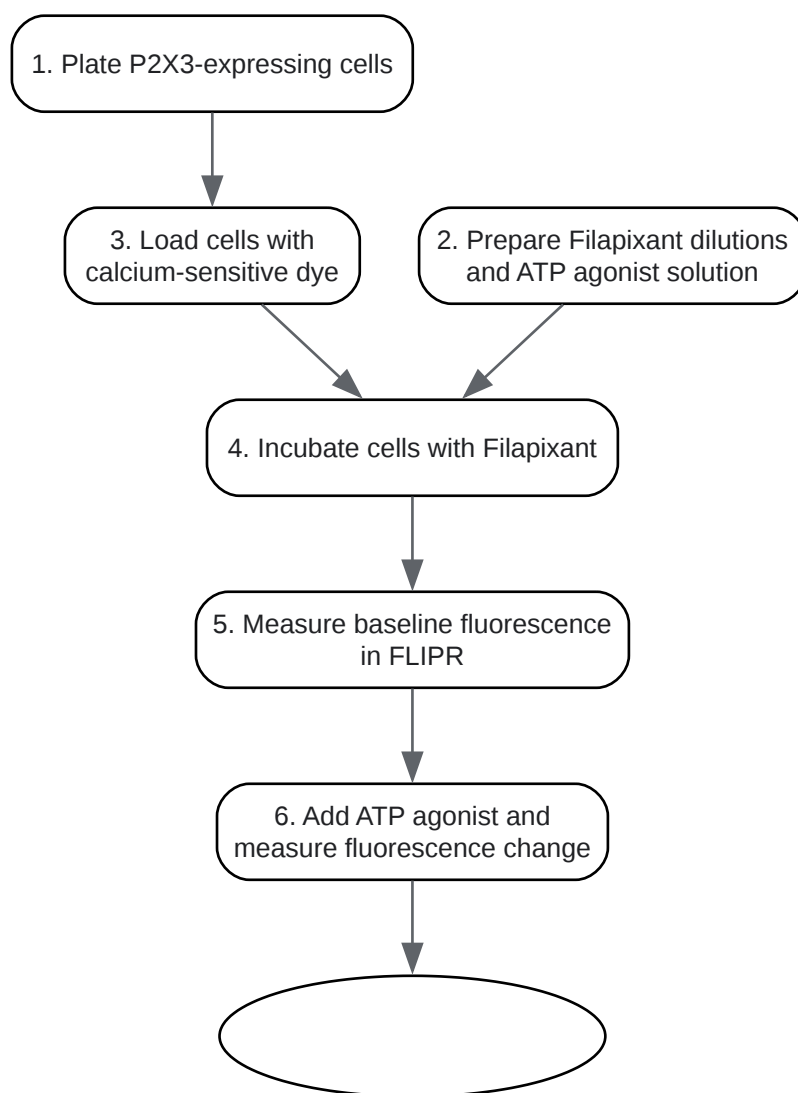 1. Plate P2X3-expressing cells
3. Load cells with
calcium-sensitive dye
2. Prepare Filapixant dilutions
and ATP agonist solution
4. Incubate cells with Filapixant
5. Measure baseline fluorescence
in FLIPR
6. Add ATP agonist and
measure fluorescence change